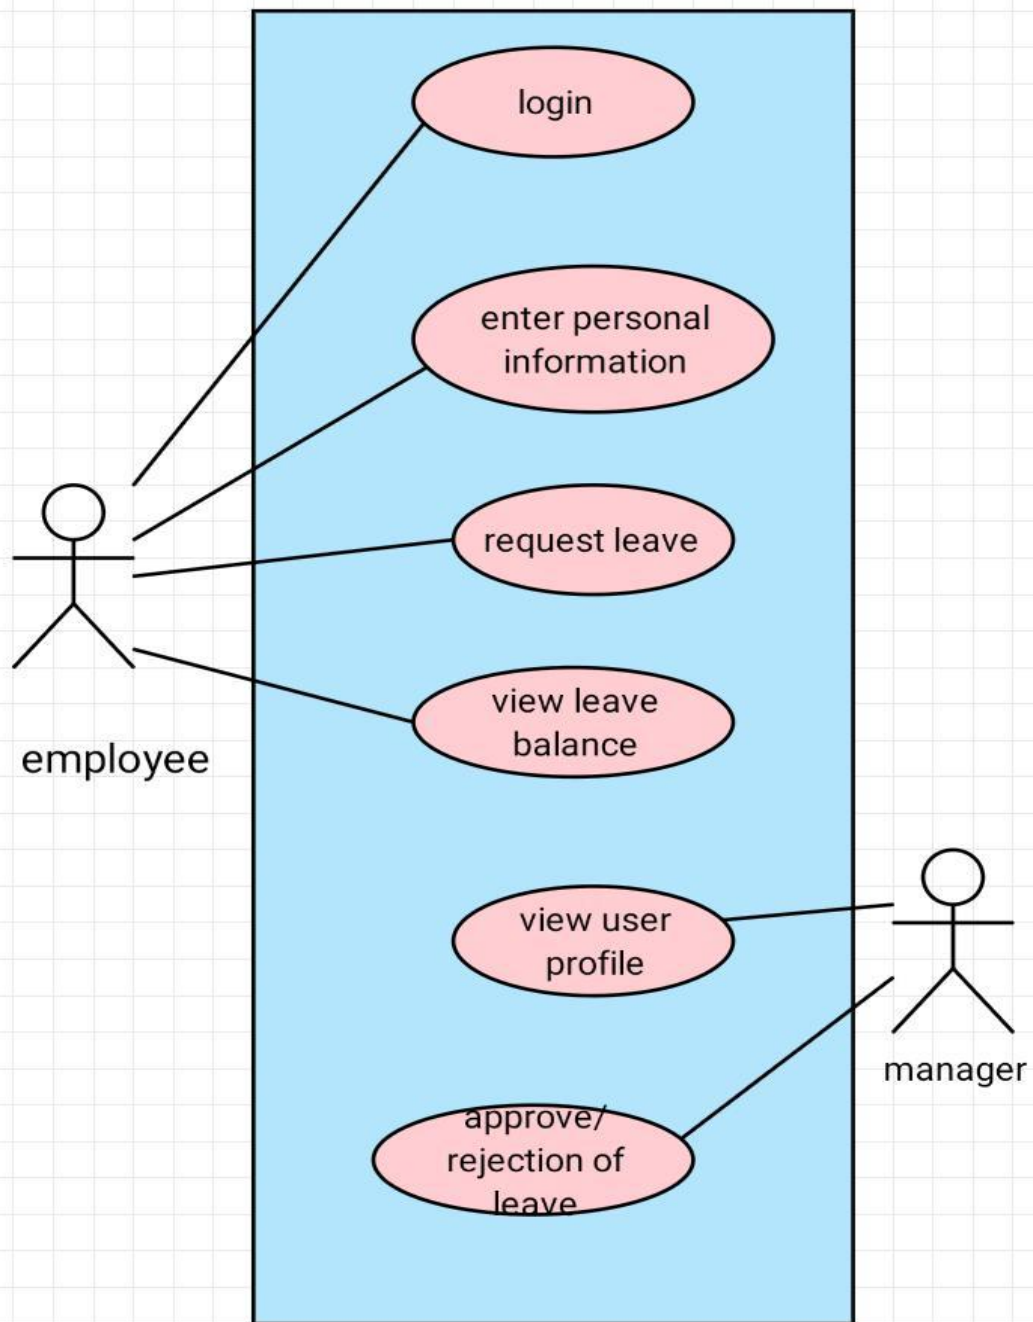 login
enter personal
information
request leave
view leave
balance
employee
view user
profile
manager
approve/
rejection of
leave